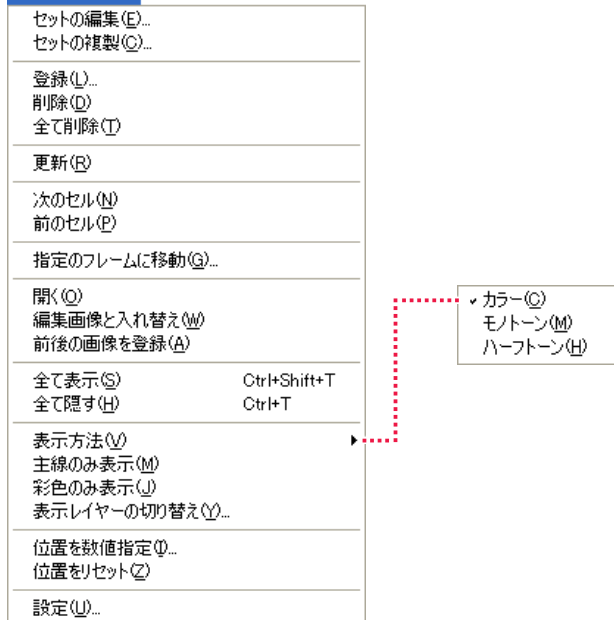 セットの編集(E)...
セットの複製(C)...
登録(L)...
削除(D)
全て削除(T)
更新(R)
次のセル(N)
前のセル(P)
指定のフレームに移動(G)...
開く(O)
編集画像と入れ替え(W)
前後の画像を登録(A)
全て表示(S) Ctrl+Shift+T
全て隠す(H) Ctrl+T
表示方法(V)
主線のみ表示(M)
彩色のみ表示(J)
表示レイヤーの切り替え(Y)...
位置を数値指定(I)...
位置をリセット(Z)
設定(U)...
カラー(C)
モノトーン(M)
ハーフトーン(H)